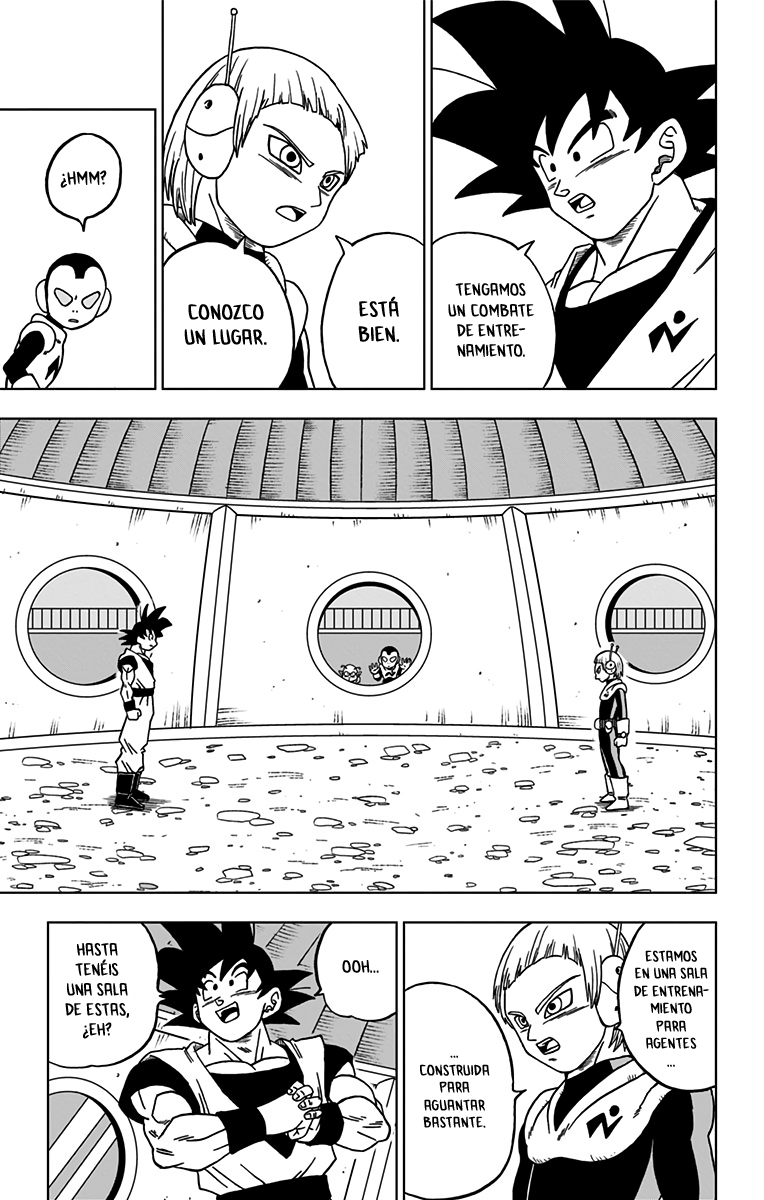 TENGAMOS
UN COMBATE
DE ENTRE-
NAMIENTO.
ESTÁ
BIEN.
CONOZCO
UN LUGAR.
¿HMM?
ESTAMOS
EN UNA SALA
DE ENTRENA-
MIENTO
PARA
AGENTES
...
...
CONSTRUIDA
PARA
AGUANTAR
BASTANTE.
OOH...
HASTA
TENÉIS
UNA SALA
DE ESTAS,
¿EH?